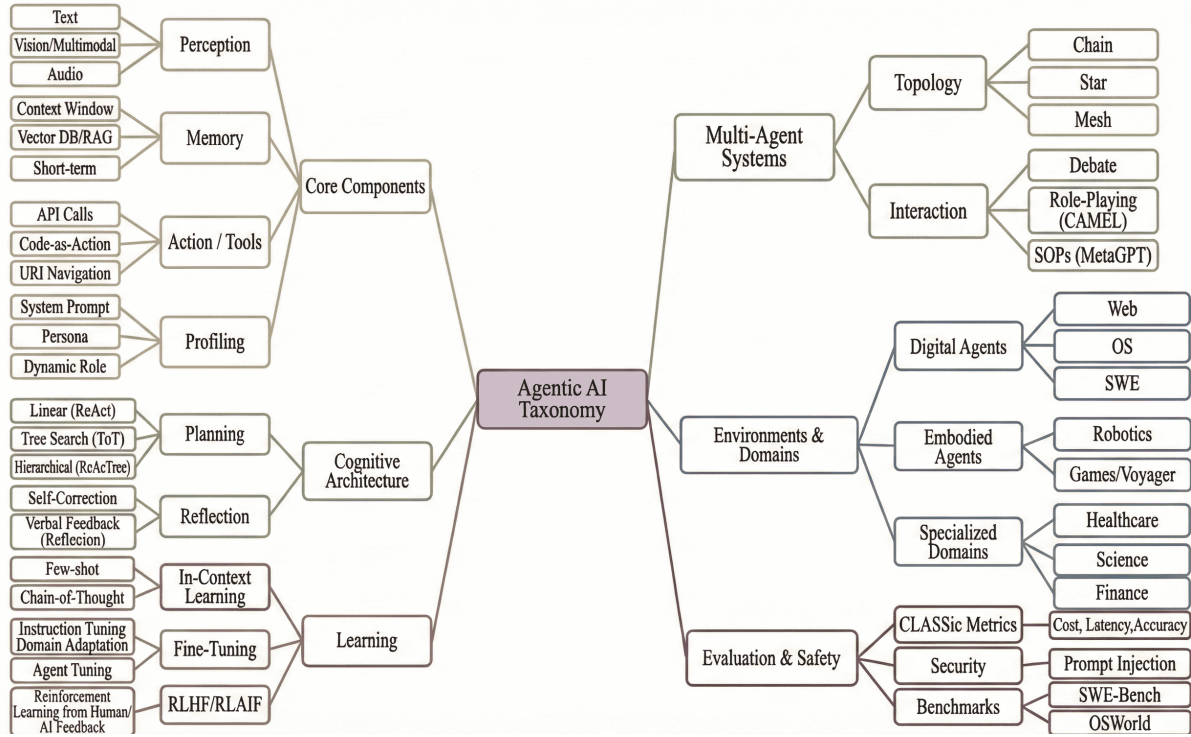 Text
Vision/Multimodal
Audio
Perception
Context Window
Vector DB/RAG
Short-term
Memory
API Calls
Code-as-Action
URI Navigation
Action / Tools
System Prompt
Persona
Dynamic Role
Profiling
Core Components
Linear (ReAct)
Tree Search (ToT)
Hierarchical (RcAcTree)
Planning
Self-Correction
Verbal Feedback
(Reflecion)
Reflection
Cognitive
Architecture
Few-shot
Chain-of-Thought
In-Context
Learning
Instruction Tuning
Domain Adaptation
Agent Tuning
Fine-Tuning
Reinforcement
Learning from Human/
AI Feedback
RLHF/RLAIF
Learning
Agentic AI
Taxonomy
Multi-Agent
Systems
Topology
Chain
Star
Mesh
Interaction
Debate
Role-Playing
(CAMEL)
SOPs (MetaGPT)
Environments &
Domains
Digital Agents
Web
OS
SWE
Embodied
Agents
Robotics
Games/Voyager
Specialized
Domains
Healthcare
Science
Finance
Evaluation & Safety
CLASSic Metrics
Cost, Latency,Accuracy
Security
Prompt Injection
Benchmarks
SWE-Bench
OSWorld